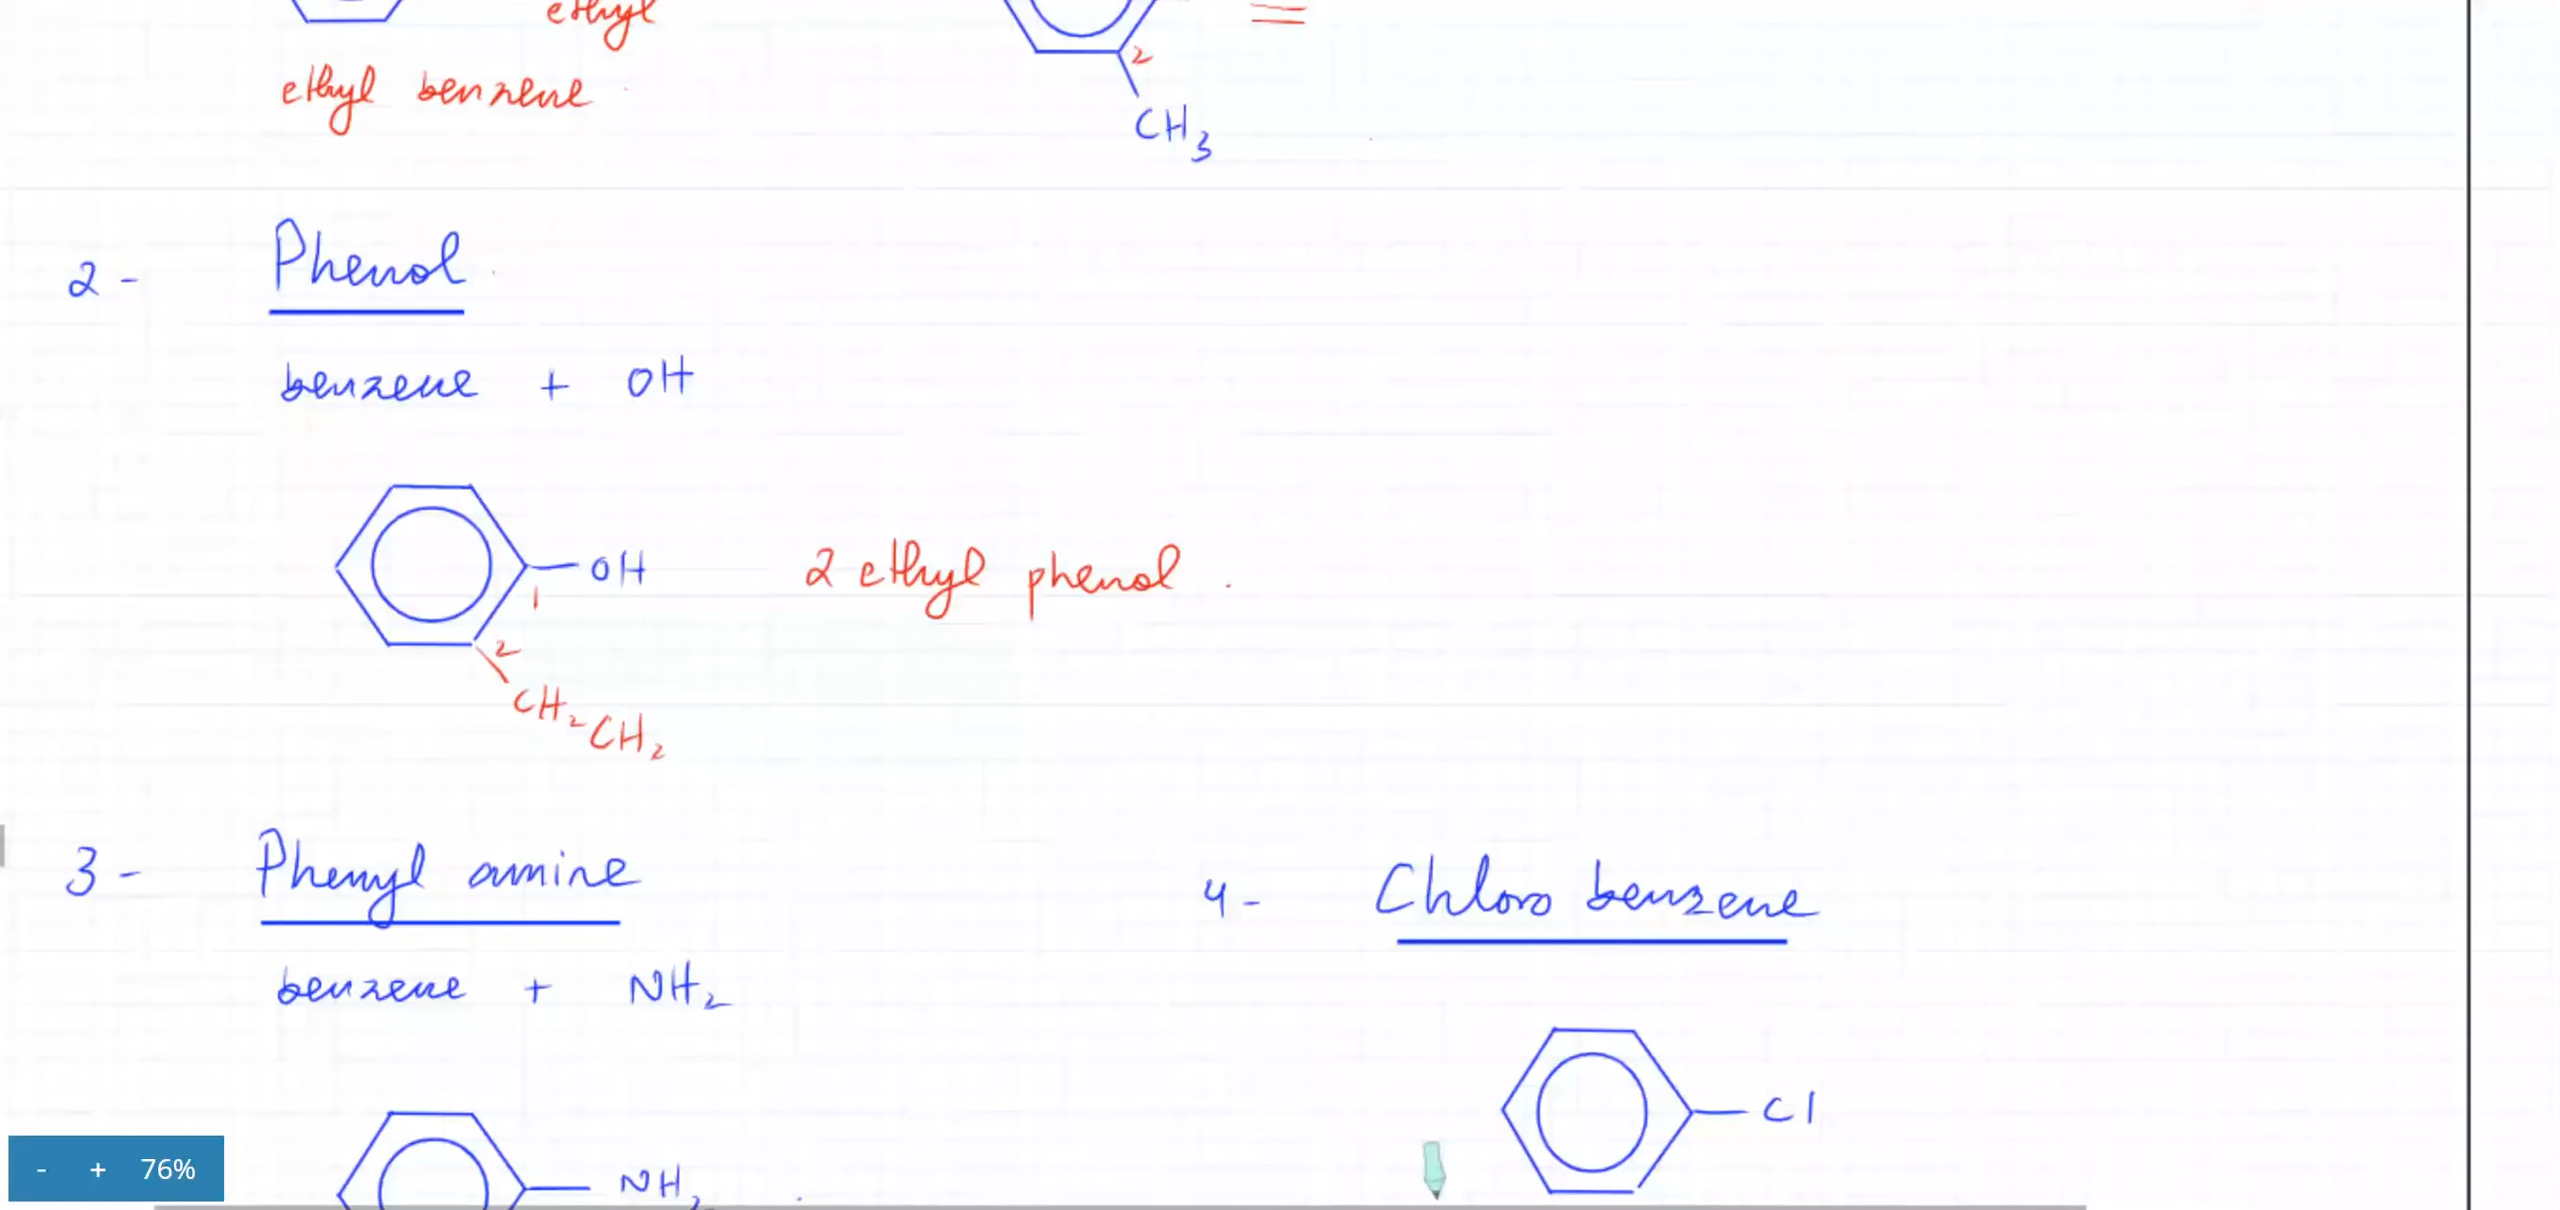 ethyl
ethyl benzene
2
CH3
2- Phenol
benzene + OH
OH
1
2 ethyl phenol .
2
CH2CH2
3- Phenyl amine
4- Chloro benzene
benzene + NH2
Cl
NH2
- + 76%